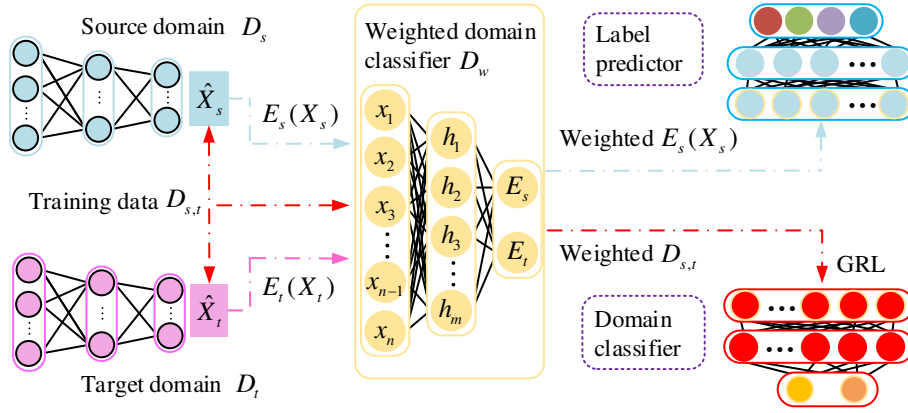 Source domain D_s
X̂_s
E_s(X_s)
Training data D_{s,t}
E_t(X_t)
X̂_t
Target domain D_t
Weighted domain
classifier D_w
x_1
x_2
x_3
x_{n-1}
x_n
h_1
h_2
h_3
h_m
E_s
E_t
Label
predictor
Weighted E_s(X_s)
Weighted D_{s,t}
GRL
Domain
classifier